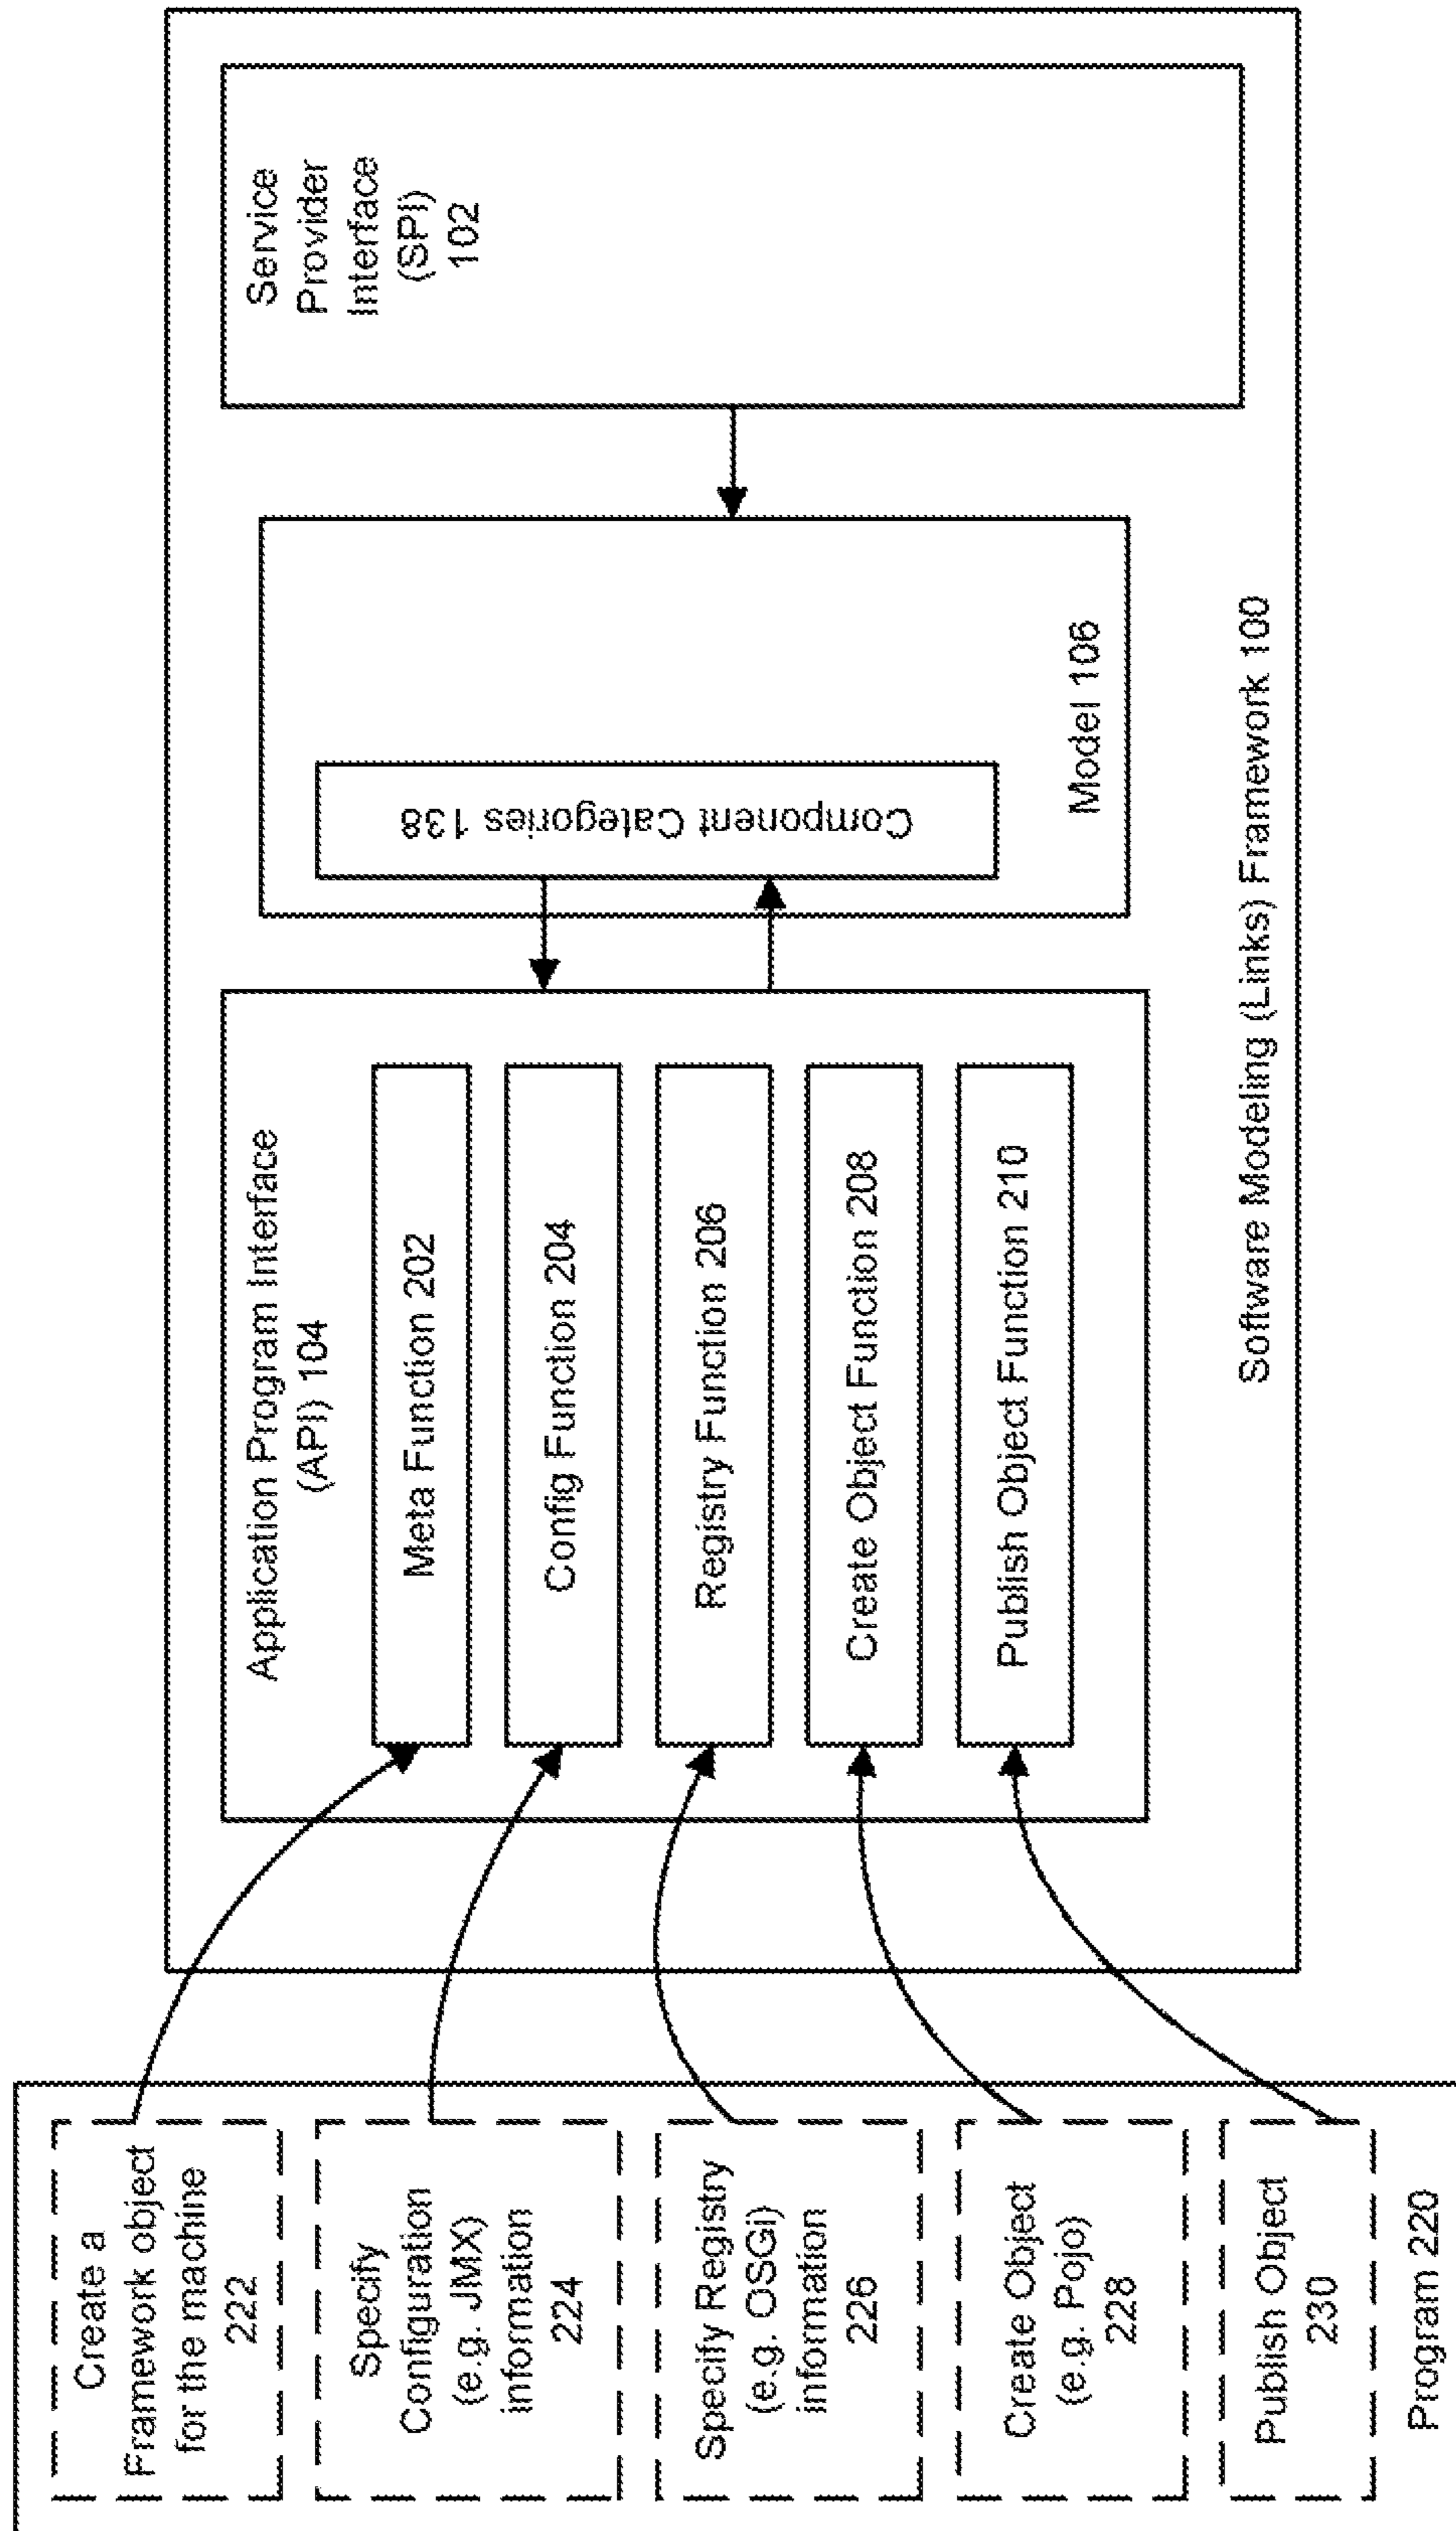 Create a
Framework object
for the machine
222
Specify
Configuration
(e.g. JMX)
information
224
Specify Registry
(e.g. OSGi)
information
226
Create Object
(e.g. Pojo)
228
Publish Object
230
Program 220
Application Program Interface
(API) 104
Meta Function 202
Config Function 204
Registry Function 206
Create Object Function 208
Publish Object Function 210
Component Categories 138
Model 106
Service
Provider
Interface
(SPI)
102
Software Modeling (Links) Framework 100